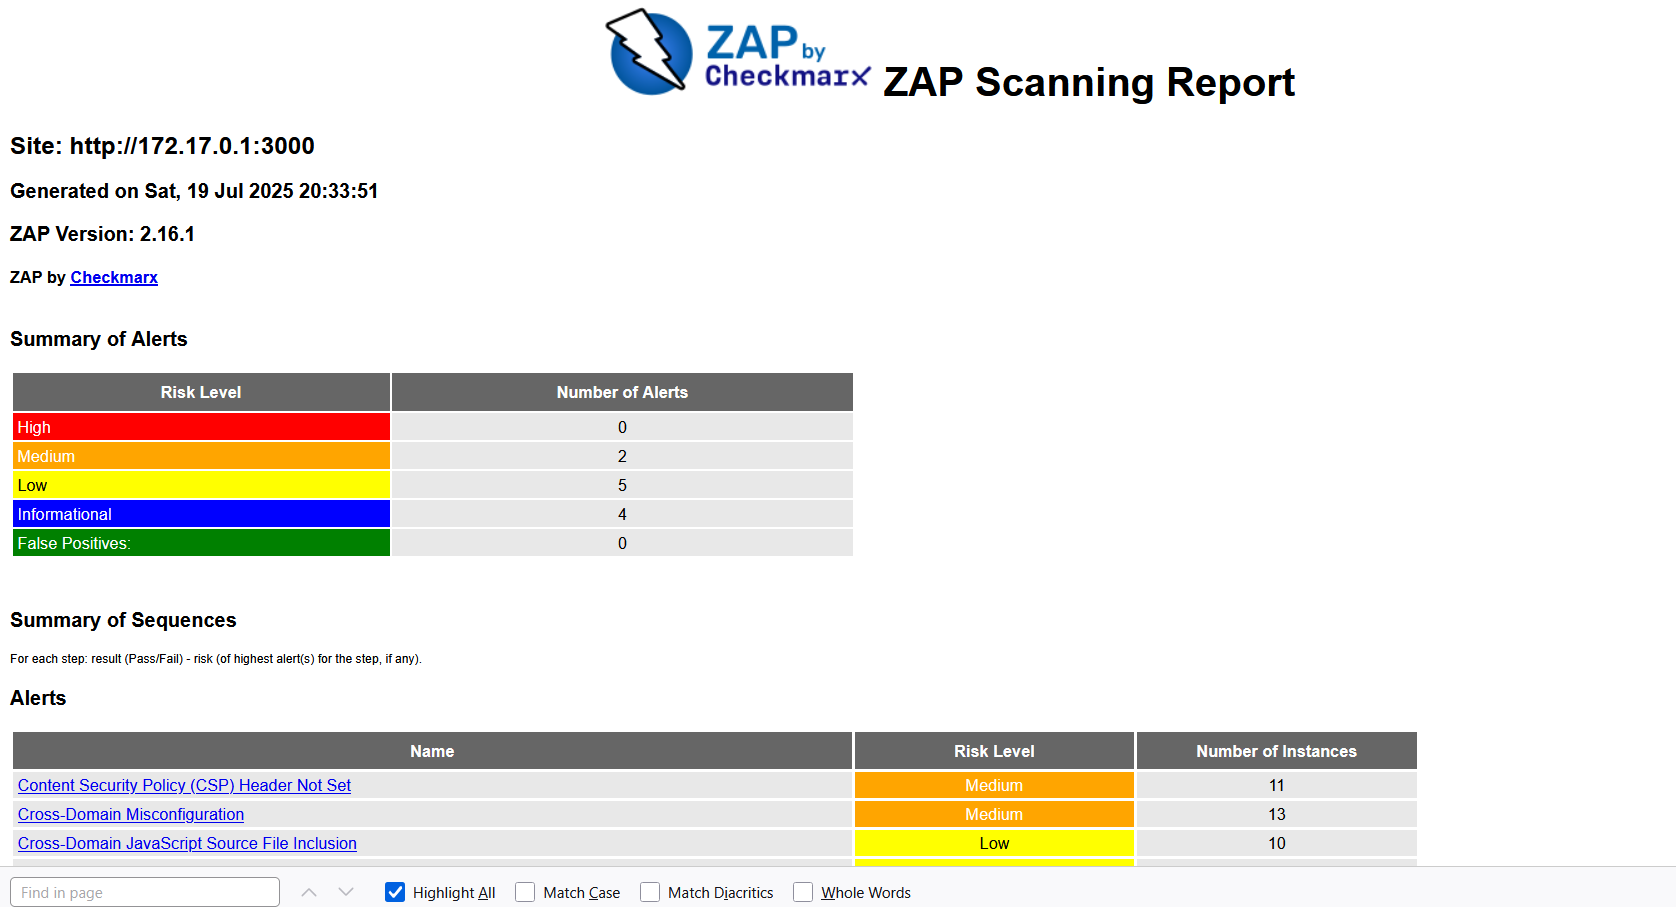 ZAP by
Checkmarx ZAP Scanning Report
Site: http://172.17.0.1:3000
Generated on Sat, 19 Jul 2025 20:33:51
ZAP Version: 2.16.1
ZAP by Checkmarx
Summary of Alerts
Risk Level Number of Alerts
High 0
Medium 2
Low 5
Informational 4
False Positives: 0
Summary of Sequences
For each step: result (Pass/Fail) - risk (of highest alert(s) for the step, if any).
Alerts
Name Risk Level Number of Instances
Content Security Policy (CSP) Header Not Set Medium 11
Cross-Domain Misconfiguration Medium 13
Cross-Domain JavaScript Source File Inclusion Low 10
Find in page Highlight All Match Case Match Diacritics Whole Words